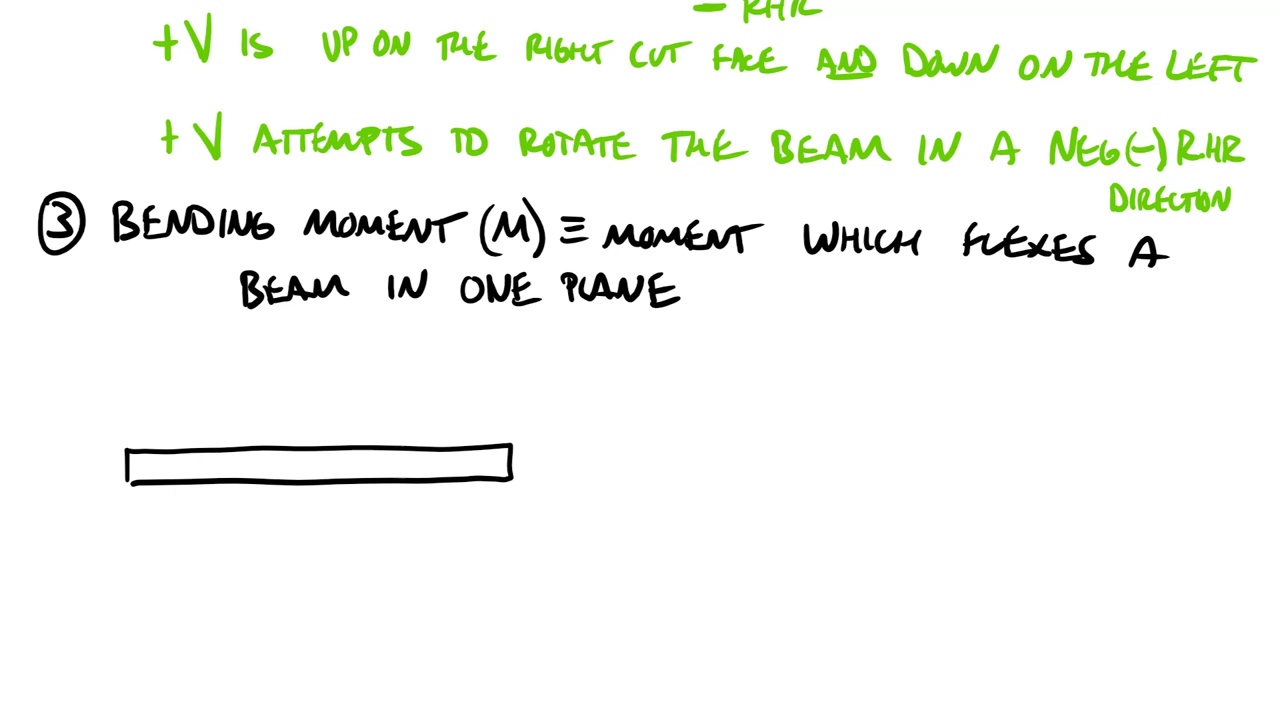 - RHR
+V IS UP ON THE RIGHT CUT FACE AND DOWN ON THE LEFT
+V ATTEMPTS TO ROTATE THE BEAM IN A NEG(-) RHR
DIRECTION
③ BENDING MOMENT (M) ≡ MOMENT WHICH FLEXES A
BEAM IN ONE PLANE